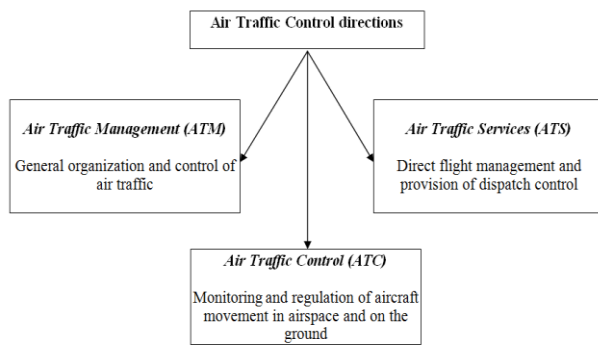 Air Traffic Control directions
Air Traffic Management (ATM)
General organization and control of
air traffic
Air Traffic Services (ATS)
Direct flight management and
provision of dispatch control
Air Traffic Control (ATC)
Monitoring and regulation of aircraft
movement in airspace and on the
ground